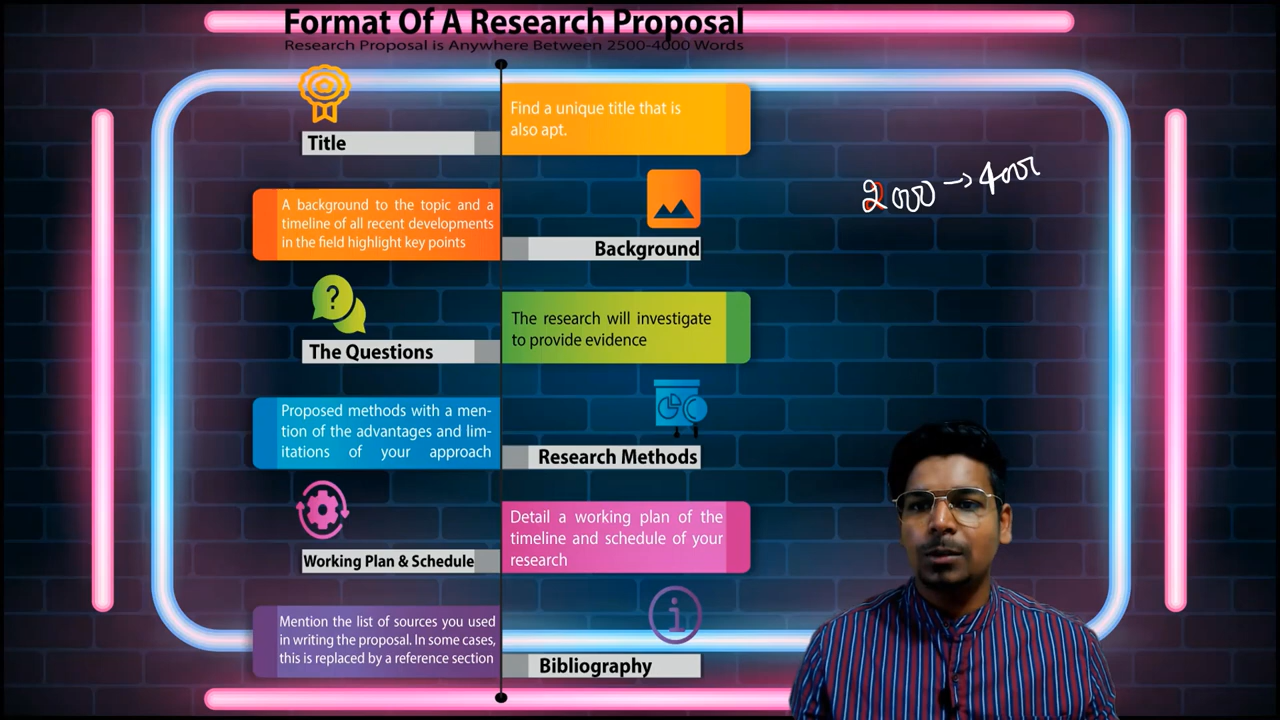 Format Of A Research Proposal
Research Proposal is Anywhere Between 2500-4000 Words
Title
Find a unique title that is
also apt.
A background to the topic and a
timeline of all recent developments
in the field highlight key points
Background
The Questions
The research will investigate
to provide evidence
Proposed methods with a men-
tion of the advantages and lim-
itations of your approach
Research Methods
Working Plan & Schedule
Detail a working plan of the
timeline and schedule of your
research
Mention the list of sources you used
in writing the proposal. In some cases,
this is replaced by a reference section
Bibliography
2000 → 4000